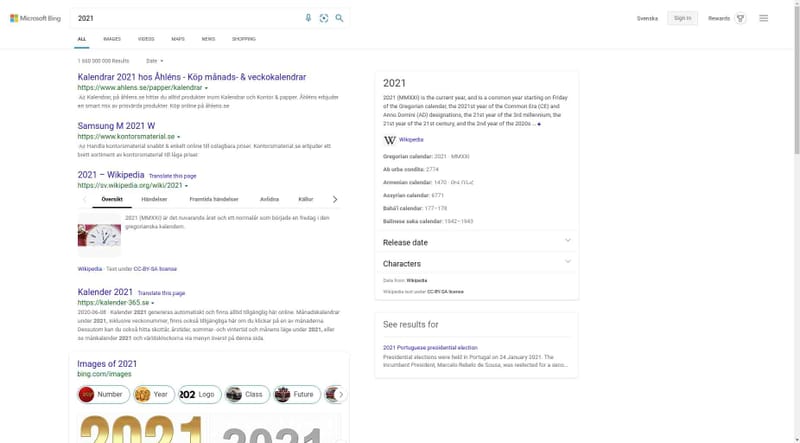 Microsoft Bing
2021
Svenska
Sign in
Rewards
ALL
IMAGES
VIDEOS
MAPS
NEWS
SHOPPING
1 660 000 000 Results
Date
Kalendrar 2021 hos Åhléns - Köp månads- & veckokalendrar
https://www.ahlens.se/papper/kalendrar
Ad Kalendrar, på åhlens.se hittar du alltid produkter inom Kalendrar och Kontor & papper. Åhléns erbjuder
en smart mix av prisvärda produkter. Köp online på åhlens.se
Samsung M 2021 W
https://www.kontorsmaterial.se
Ad Handla kontorsmaterial snabbt & enkelt online till oslagbara priser. Kontorsmaterial.se erbjuder ett
brett sortiment av kontorsmaterial till låga priser.
2021 – Wikipedia Translate this page
https://sv.wikipedia.org/wiki/2021
Översikt
Händelser
Framtida händelser
Avlidna
Källor
2021 (MMXXI) är det nuvarande året och ett normalår som började en fredag i den
gregorianska kalendern.
Wikipedia · Text under CC-BY-SA license
Kalender 2021 Translate this page
https://kalender-365.se
2020-06-08 · Kalender 2021 genereras automatiskt och finns alltid tillgänglig här online. Månadskalendrar
under 2021, inklusive veckonummer, finns också tillgängliga här om du klickar på en av månaderna.
Dessutom kan du också hitta skottår, årstider, sommar- och vintertid och månens läge under 2021, eller
se månkalender 2021 och världsklockorna via menyn överst på denna sida.
Images of 2021
bing.com/images
Number
Year
Logo
Class
Future
2021
2021
2021
2021 (MMXXI) is the current year, and is a common year starting on Friday
of the Gregorian calendar, the 2021st year of the Common Era (CE) and
Anno Domini (AD) designations, the 21st year of the 3rd millennium, the
21st year of the 21st century, and the 2nd year of the 2020s ...
Wikipedia
Gregorian calendar: 2021 · MMXXI
Ab urbe condita: 2774
Armenian calendar: 1470 · ԹՎ ՌՆՀ
Assyrian calendar: 6771
Bahá'í calendar: 177–178
Balinese saka calendar: 1942–1943
Release date
Characters
Data from: Wikipedia
Wikipedia text under CC-BY-SA license
See results for
2021 Portuguese presidential election
Presidential elections were held in Portugal on 24 January 2021. The
incumbent President, Marcelo Rebelo de Sousa, was reelected for a seco...